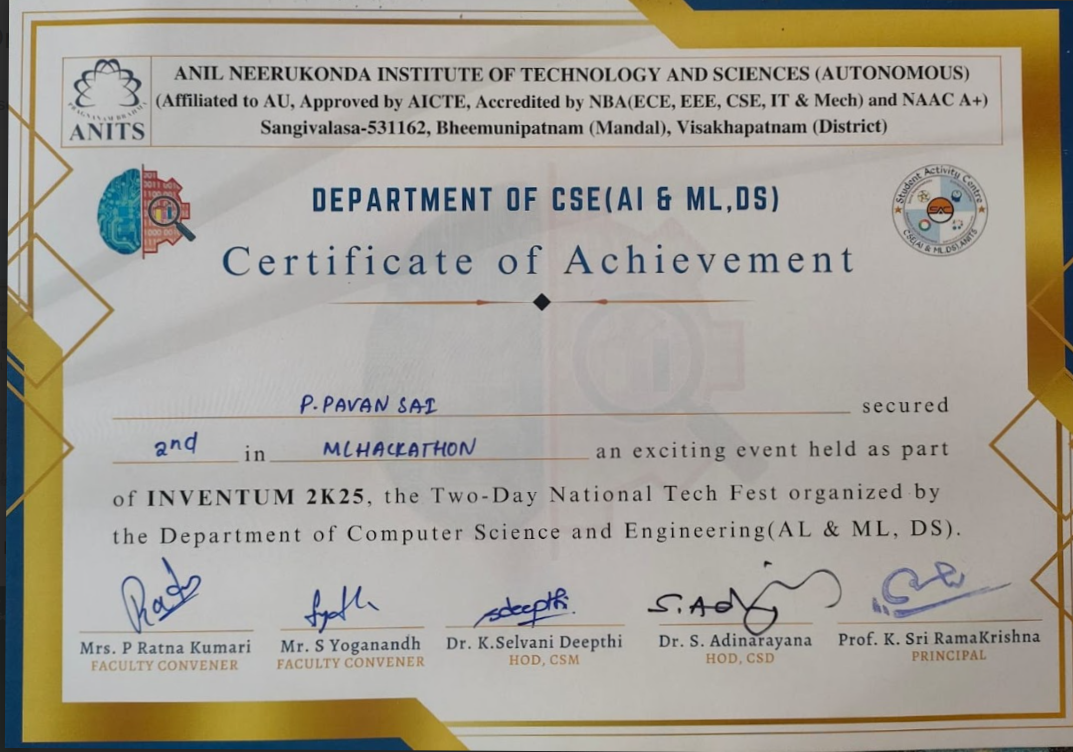 ANIL NEERUKONDA INSTITUTE OF TECHNOLOGY AND SCIENCES (AUTONOMOUS)
(Affiliated to AU, Approved by AICTE, Accredited by NBA(ECE, EEE, CSE, IT & Mech) and NAAC A+)
Sangivalasa-531162, Bheemunipatnam (Mandal), Visakhapatnam (District)
ANITS
DEPARTMENT OF CSE(AI & ML,DS)
Student Activity Centre
SAC
CSE(AI & ML,DS),ANITS
Certificate of Achievement
P. PAVAN SAI secured
2nd in MLHACKATHON an exciting event held as part
of INVENTUM 2K25, the Two-Day National Tech Fest organized by
the Department of Computer Science and Engineering(AL & ML, DS).
sdeepthi
S. Adi
Mrs. P Ratna Kumari Mr. S Yoganandh Dr. K.Selvani Deepthi Dr. S. Adinarayana Prof. K. Sri RamaKrishna
FACULTY CONVENER FACULTY CONVENER HOD, CSM HOD, CSD PRINCIPAL